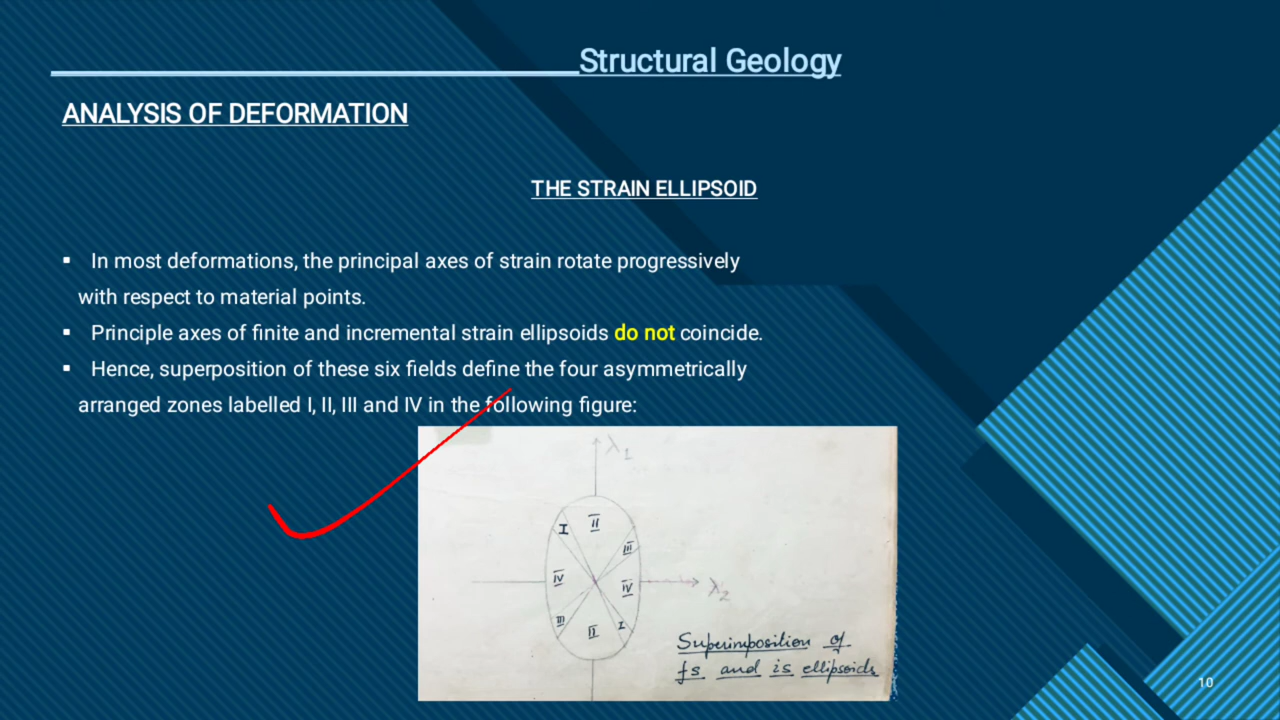 Structural Geology
ANALYSIS OF DEFORMATION
THE STRAIN ELLIPSOID
▪ In most deformations, the principal axes of strain rotate progressively
with respect to material points.
▪ Principle axes of finite and incremental strain ellipsoids do not coincide.
▪ Hence, superposition of these six fields define the four asymmetrically
arranged zones labelled I, II, III and IV in the following figure:
λ1
I II
III
IV IV
λ2
III II I
Superimposition of
fs and is ellipsoids
10